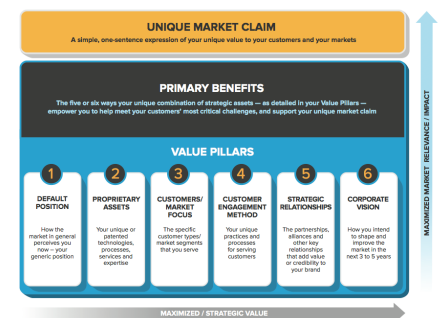 UNIQUE MARKET CLAIM
A simple, one-sentence expression of your unique value to your customers and your markets
PRIMARY BENEFITS
The five or six ways your unique combination of strategic assets — as detailed in your Value Pillars —
empower you to help meet your customers' most critical challenges, and support your unique market claim
VALUE PILLARS
1
DEFAULT
POSITION
How the
market in general
perceives you
now – your
generic position
2
PROPRIETARY
ASSETS
Your unique or
patented
technologies,
processes,
services and
expertise
3
CUSTOMERS/
MARKET
FOCUS
The specific
customer types/
market segments
that you serve
4
CUSTOMER
ENGAGEMENT
METHOD
Your unique
practices and
processes
for serving
customers
5
STRATEGIC
RELATIONSHIPS
The partnerships,
alliances and
other key
relationships
that add value
or credibility to
your brand
6
CORPORATE
VISION
How you intend
to shape and
improve the
market in the
next 3 to 5 years
MAXIMIZED / STRATEGIC VALUE
MAXIMIZED MARKET RELEVANCE / IMPACT